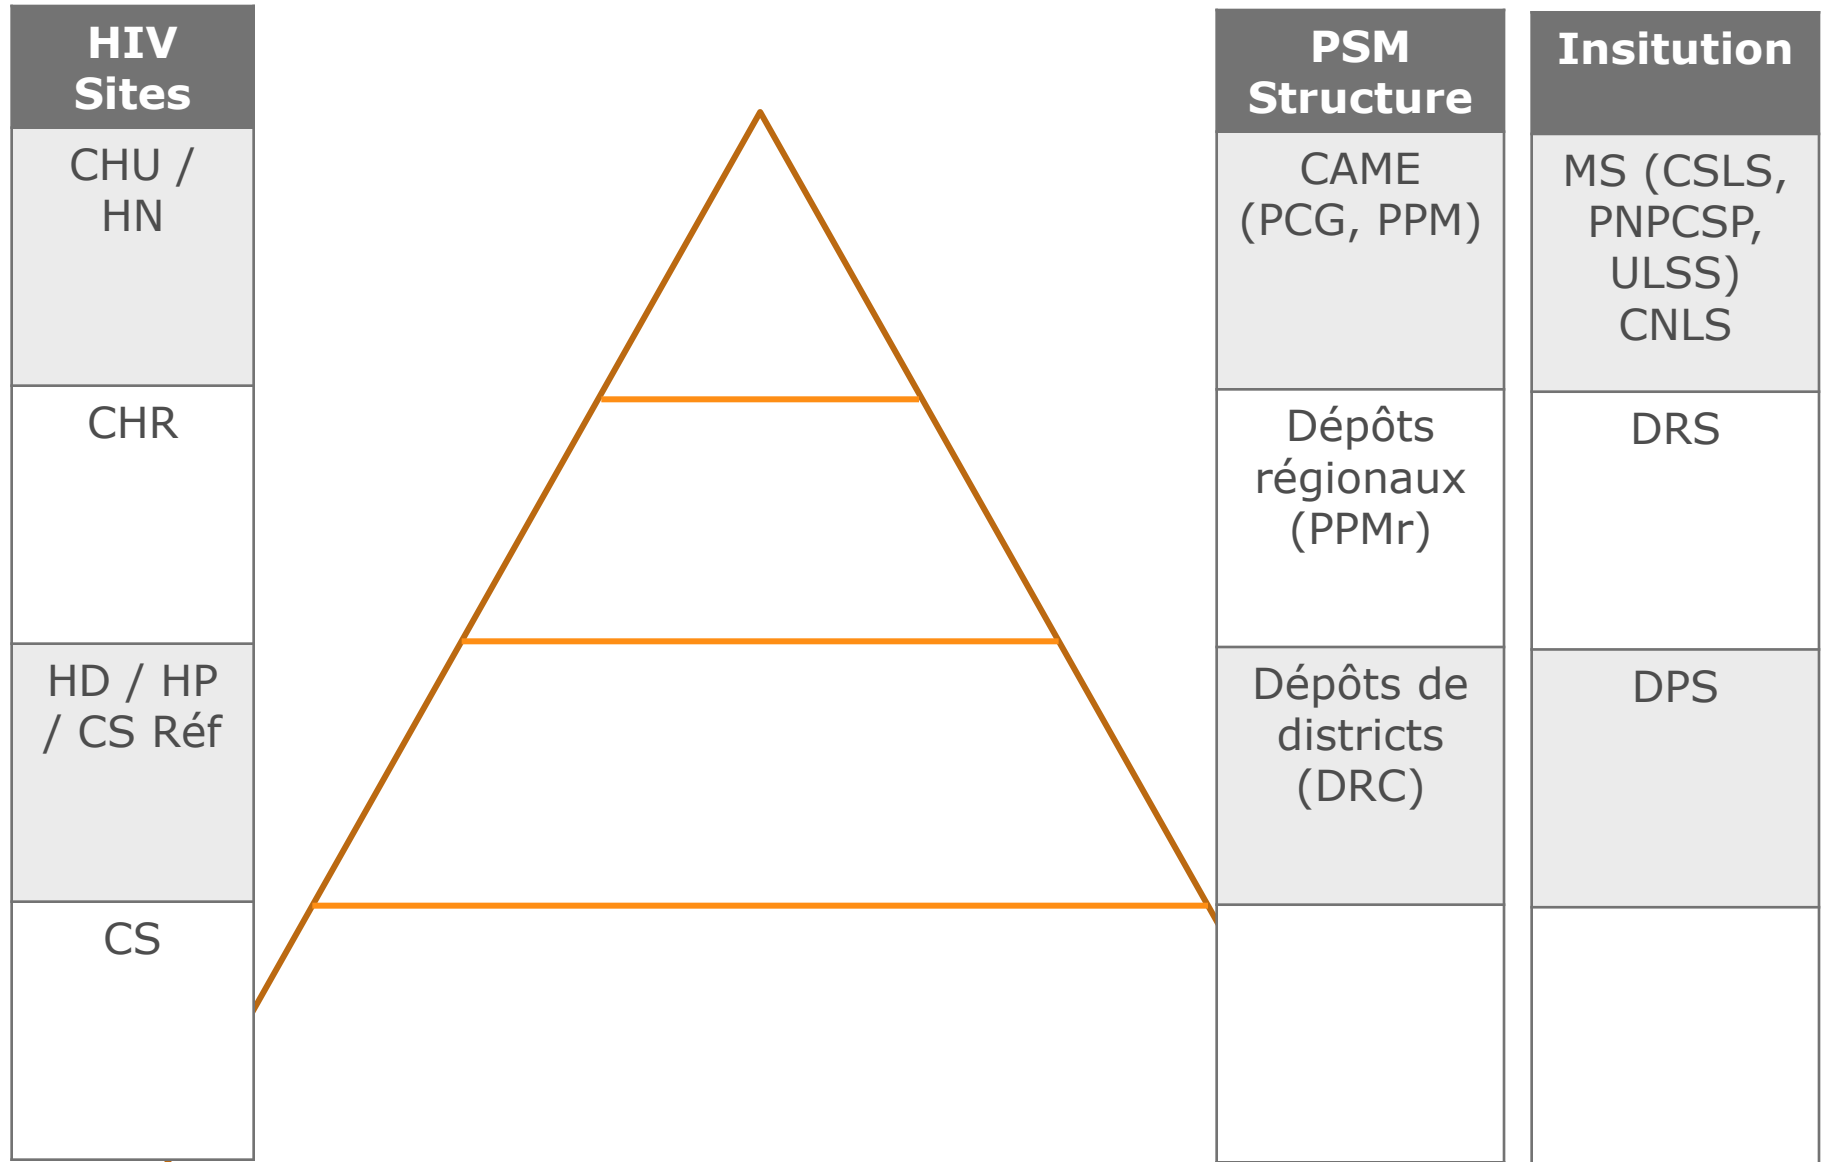 HIV
Sites
CHU /
HN
CHR
HD / HP
/ CS Réf
CS
PSM
Structure
CAME
(PCG, PPM)
Dépôts
régionaux
(PPMr)
Dépôts de
districts
(DRC)
Insitution
MS (CSLS,
PNPCSP,
ULSS)
CNLS
DRS
DPS